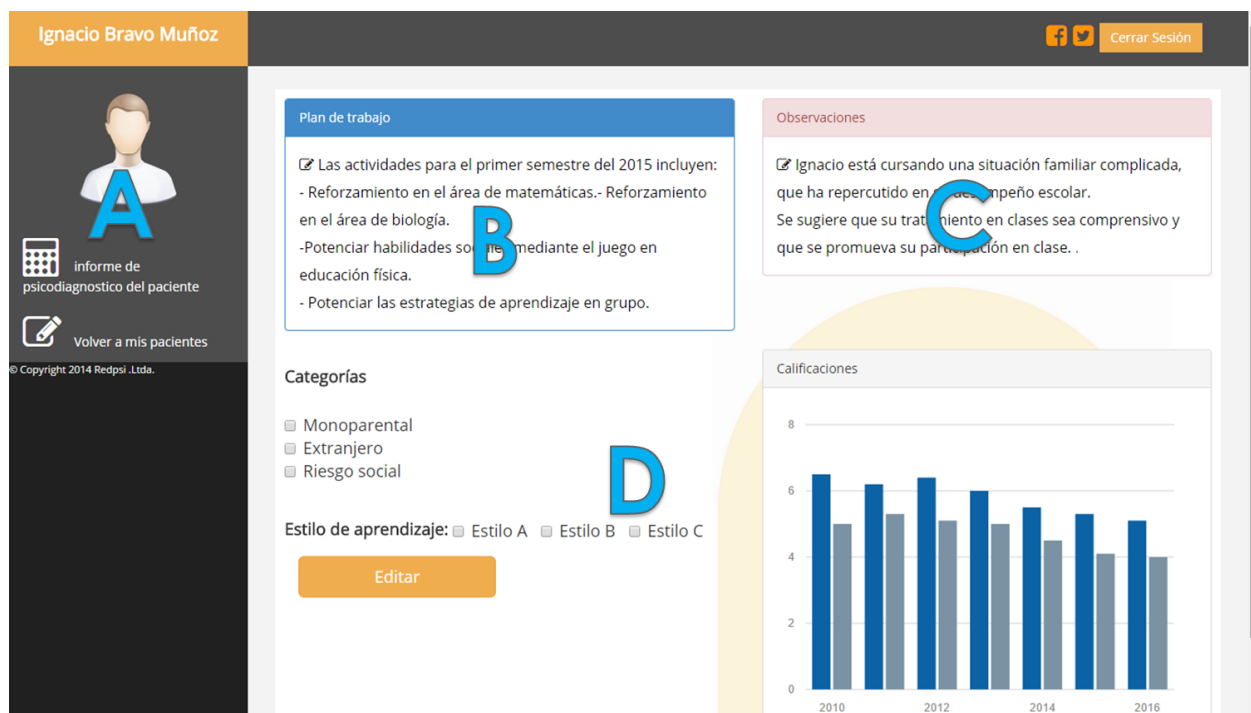 Ignacio Bravo Muñoz
Cerrar Sesión
A
informe de
psicodiagnostico del paciente
Volver a mis pacientes
© Copyright 2014 Redpsi .Ltda.
Plan de trabajo
Las actividades para el primer semestre del 2015 incluyen:
- Reforzamiento en el área de matemáticas.- Reforzamiento
en el área de biología.
-Potenciar habilidades sociales mediante el juego en
educación física.
- Potenciar las estrategias de aprendizaje en grupo.
B
Observaciones
Ignacio está cursando una situación familiar complicada,
que ha repercutido en su desempeño escolar.
Se sugiere que su tratamiento en clases sea comprensivo y
que se promueva su participación en clase. .
C
Categorías
Monoparental
Extranjero
Riesgo social
D
Estilo de aprendizaje: Estilo A Estilo B Estilo C
Editar
Calificaciones
8
6
4
2
0
2010 2012 2014 2016